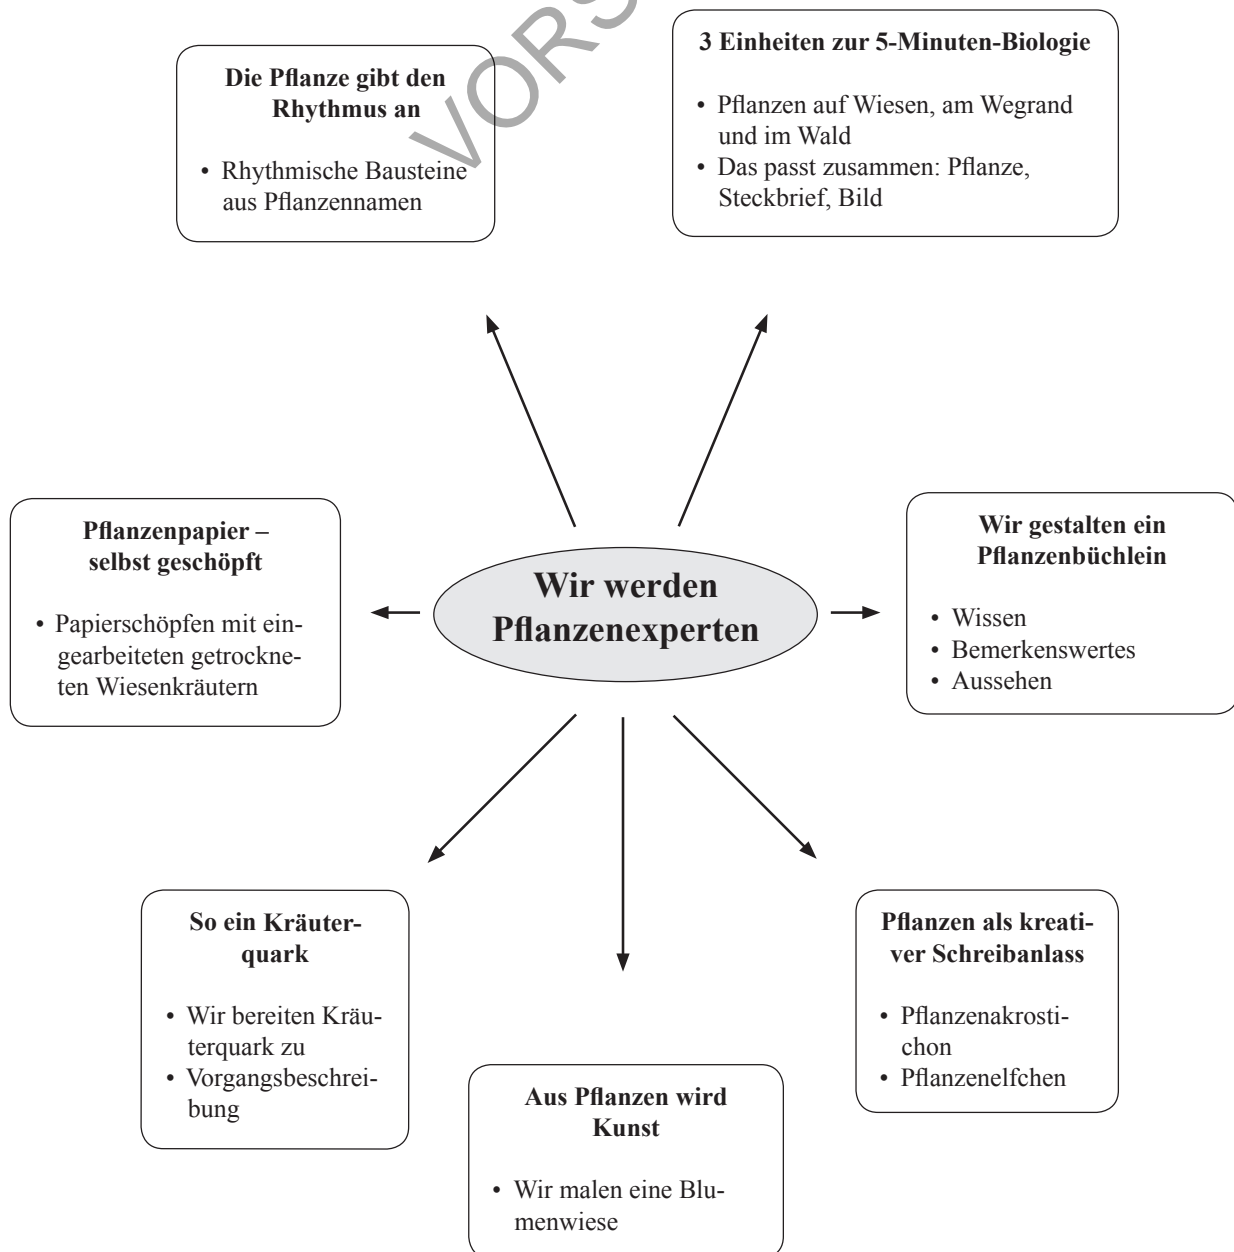 VORS
Die Pflanze gibt den
Rhythmus an
• Rhythmische Bausteine
aus Pflanzennamen
3 Einheiten zur 5-Minuten-Biologie
• Pflanzen auf Wiesen, am Wegrand
und im Wald
• Das passt zusammen: Pflanze,
Steckbrief, Bild
Pflanzenpapier –
selbst geschöpft
• Papierschöpfen mit ein-
gearbeiteten getrockne-
ten Wiesenkräutern
Wir werden
Pflanzenexperten
Wir gestalten ein
Pflanzenbüchlein
• Wissen
• Bemerkenswertes
• Aussehen
So ein Kräuter-
quark
• Wir bereiten Kräu-
terquark zu
• Vorgangsbeschrei-
bung
Aus Pflanzen wird
Kunst
• Wir malen eine Blu-
menwiese
Pflanzen als kreati-
ver Schreibanlass
• Pflanzenakrosti-
chon
• Pflanzenelfchen